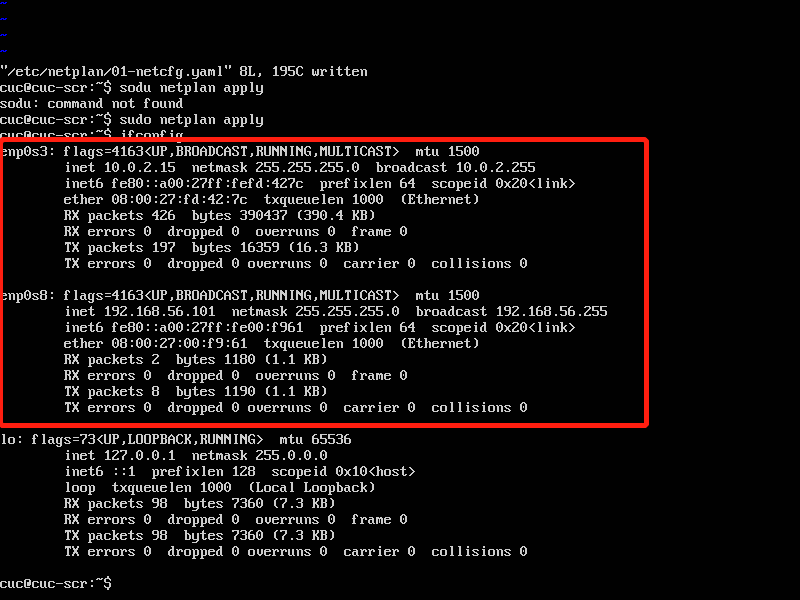 ~
~
~
~
"/etc/netplan/01-netcfg.yaml" 8L, 195C written
cuc@cuc-scr:~$ sodu netplan apply
sodu: command not found
cuc@cuc-scr:~$ sudo netplan apply
cuc@cuc-scr:~$ ifconfig
enp0s3: flags=4163<UP,BROADCAST,RUNNING,MULTICAST>  mtu 1500
        inet 10.0.2.15  netmask 255.255.255.0  broadcast 10.0.2.255
        inet6 fe80::a00:27ff:fefd:427c  prefixlen 64  scopeid 0x20<link>
        ether 08:00:27:fd:42:7c  txqueuelen 1000  (Ethernet)
        RX packets 426  bytes 390437 (390.4 KB)
        RX errors 0  dropped 0  overruns 0  frame 0
        TX packets 197  bytes 16359 (16.3 KB)
        TX errors 0  dropped 0 overruns 0  carrier 0  collisions 0

enp0s8: flags=4163<UP,BROADCAST,RUNNING,MULTICAST>  mtu 1500
        inet 192.168.56.101  netmask 255.255.255.0  broadcast 192.168.56.255
        inet6 fe80::a00:27ff:fe00:f961  prefixlen 64  scopeid 0x20<link>
        ether 08:00:27:00:f9:61  txqueuelen 1000  (Ethernet)
        RX packets 2  bytes 1180 (1.1 KB)
        RX errors 0  dropped 0  overruns 0  frame 0
        TX packets 8  bytes 1190 (1.1 KB)
        TX errors 0  dropped 0 overruns 0  carrier 0  collisions 0

lo: flags=73<UP,LOOPBACK,RUNNING>  mtu 65536
        inet 127.0.0.1  netmask 255.0.0.0
        inet6 ::1  prefixlen 128  scopeid 0x10<host>
        loop  txqueuelen 1000  (Local Loopback)
        RX packets 98  bytes 7360 (7.3 KB)
        RX errors 0  dropped 0  overruns 0  frame 0
        TX packets 98  bytes 7360 (7.3 KB)
        TX errors 0  dropped 0 overruns 0  carrier 0  collisions 0

cuc@cuc-scr:~$